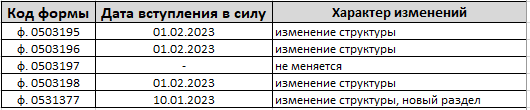 Код формы Дата вступления в силу Характер изменений
ф. 0503195 01.02.2023 изменение структуры
ф. 0503196 01.02.2023 изменение структуры
ф. 0503197 - не меняется
ф. 0503198 01.02.2023 изменение структуры
ф. 0531377 10.01.2023 изменение структуры, новый раздел